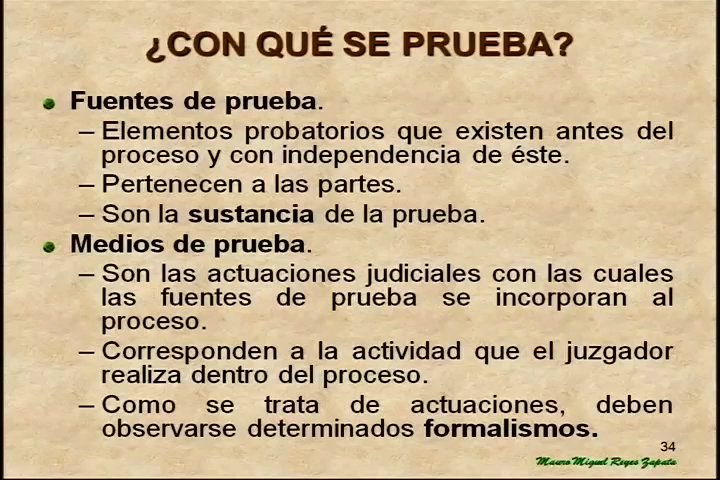 ¿CON QUÉ SE PRUEBA?
Fuentes de prueba.
– Elementos probatorios que existen antes del
proceso y con independencia de éste.
– Pertenecen a las partes.
– Son la sustancia de la prueba.
Medios de prueba.
– Son las actuaciones judiciales con las cuales
las fuentes de prueba se incorporan al
proceso.
– Corresponden a la actividad que el juzgador
realiza dentro del proceso.
– Como se trata de actuaciones, deben
observarse determinados formalismos.
34
Mauro Miguel Reyes Zapata